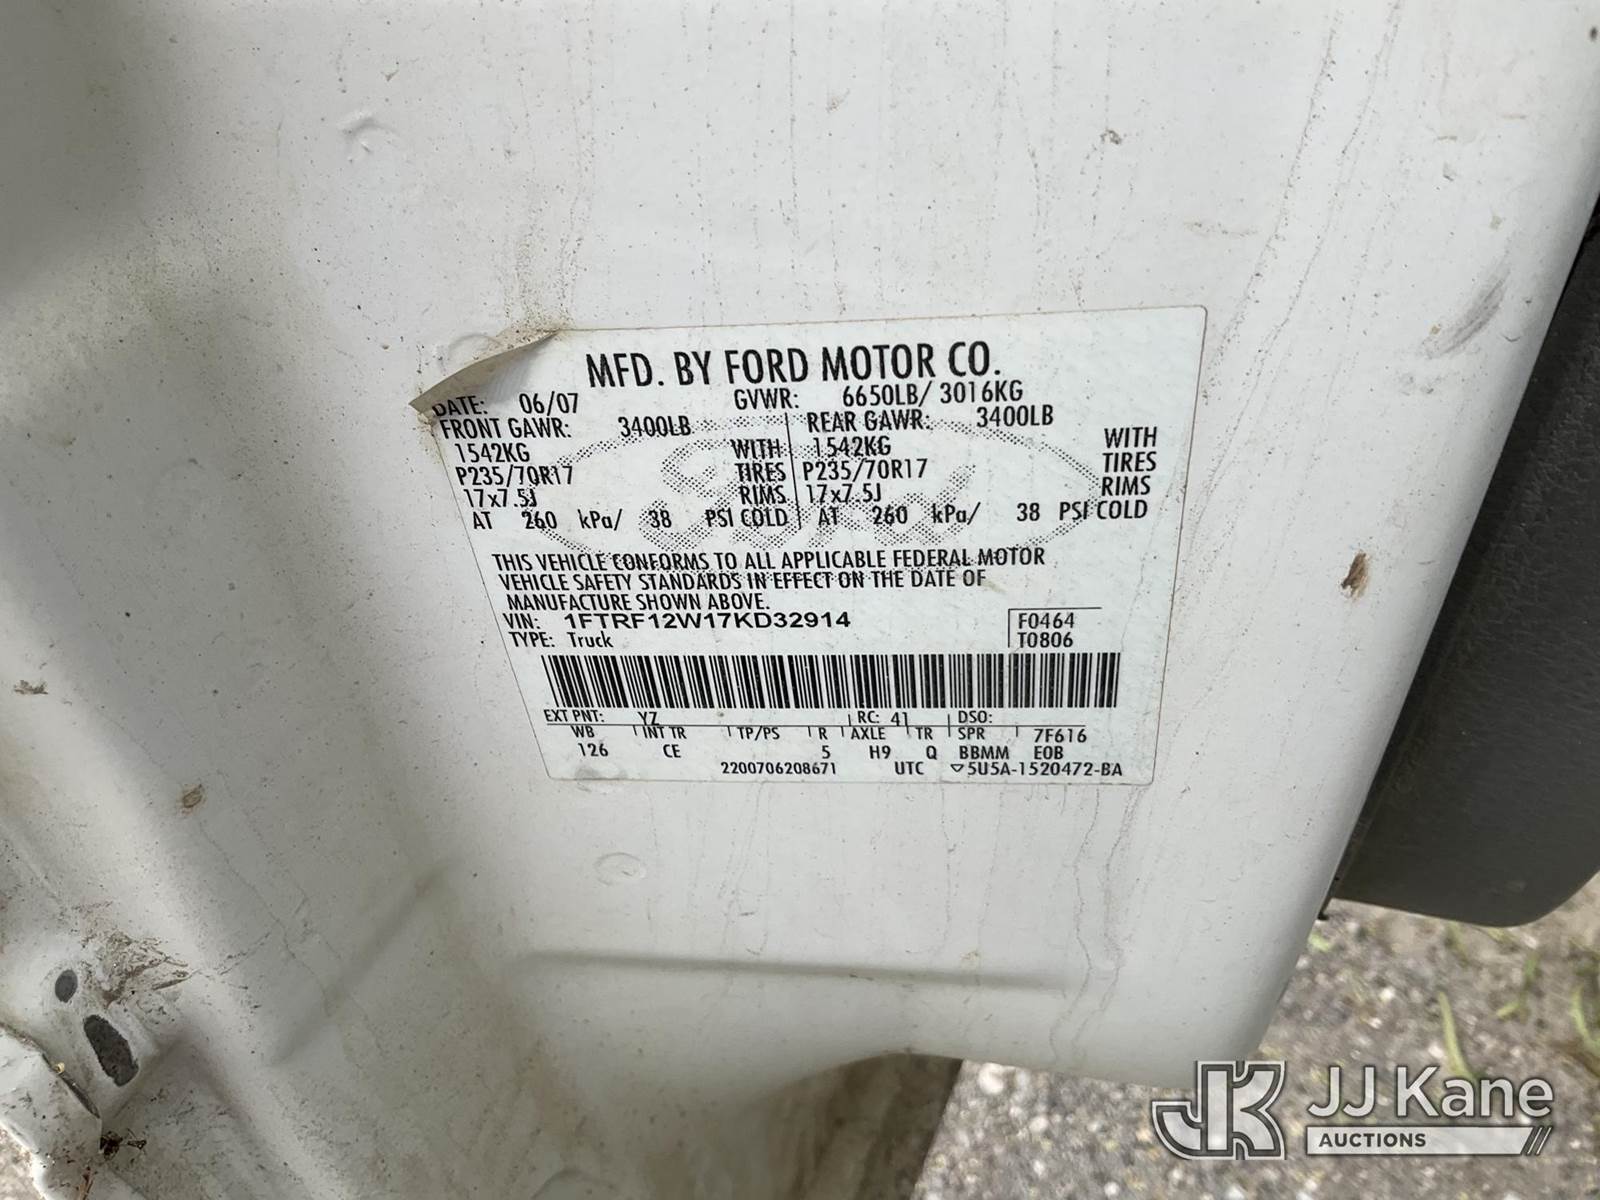 MFD. BY FORD MOTOR CO.
DATE: 06/07 GVWR: 6650LB/ 3016KG
FRONT GAWR: 3400LB REAR GAWR: 3400LB
1542KG WITH 1542KG WITH
P235/70R17 TIRES P235/70R17 TIRES
17x7.5J RIMS 17x7.5J RIMS
AT 260 kPa/ 38 PSI COLD AT 260 kPa/ 38 PSI COLD
Ford
THIS VEHICLE CONFORMS TO ALL APPLICABLE FEDERAL MOTOR
VEHICLE SAFETY STANDARDS IN EFFECT ON THE DATE OF
MANUFACTURE SHOWN ABOVE.
VIN: 1FTRF12W17KD32914 F0464
TYPE: Truck T0806
EXT PNT: YZ RC: 41 DSO:
WB INT TR TP/PS R AXLE TR SPR 7F616
126 CE 5 H9 Q BBMM E0B
2200706208671 UTC ▽5U5A-1520472-BA
JK JJ Kane
AUCTIONS